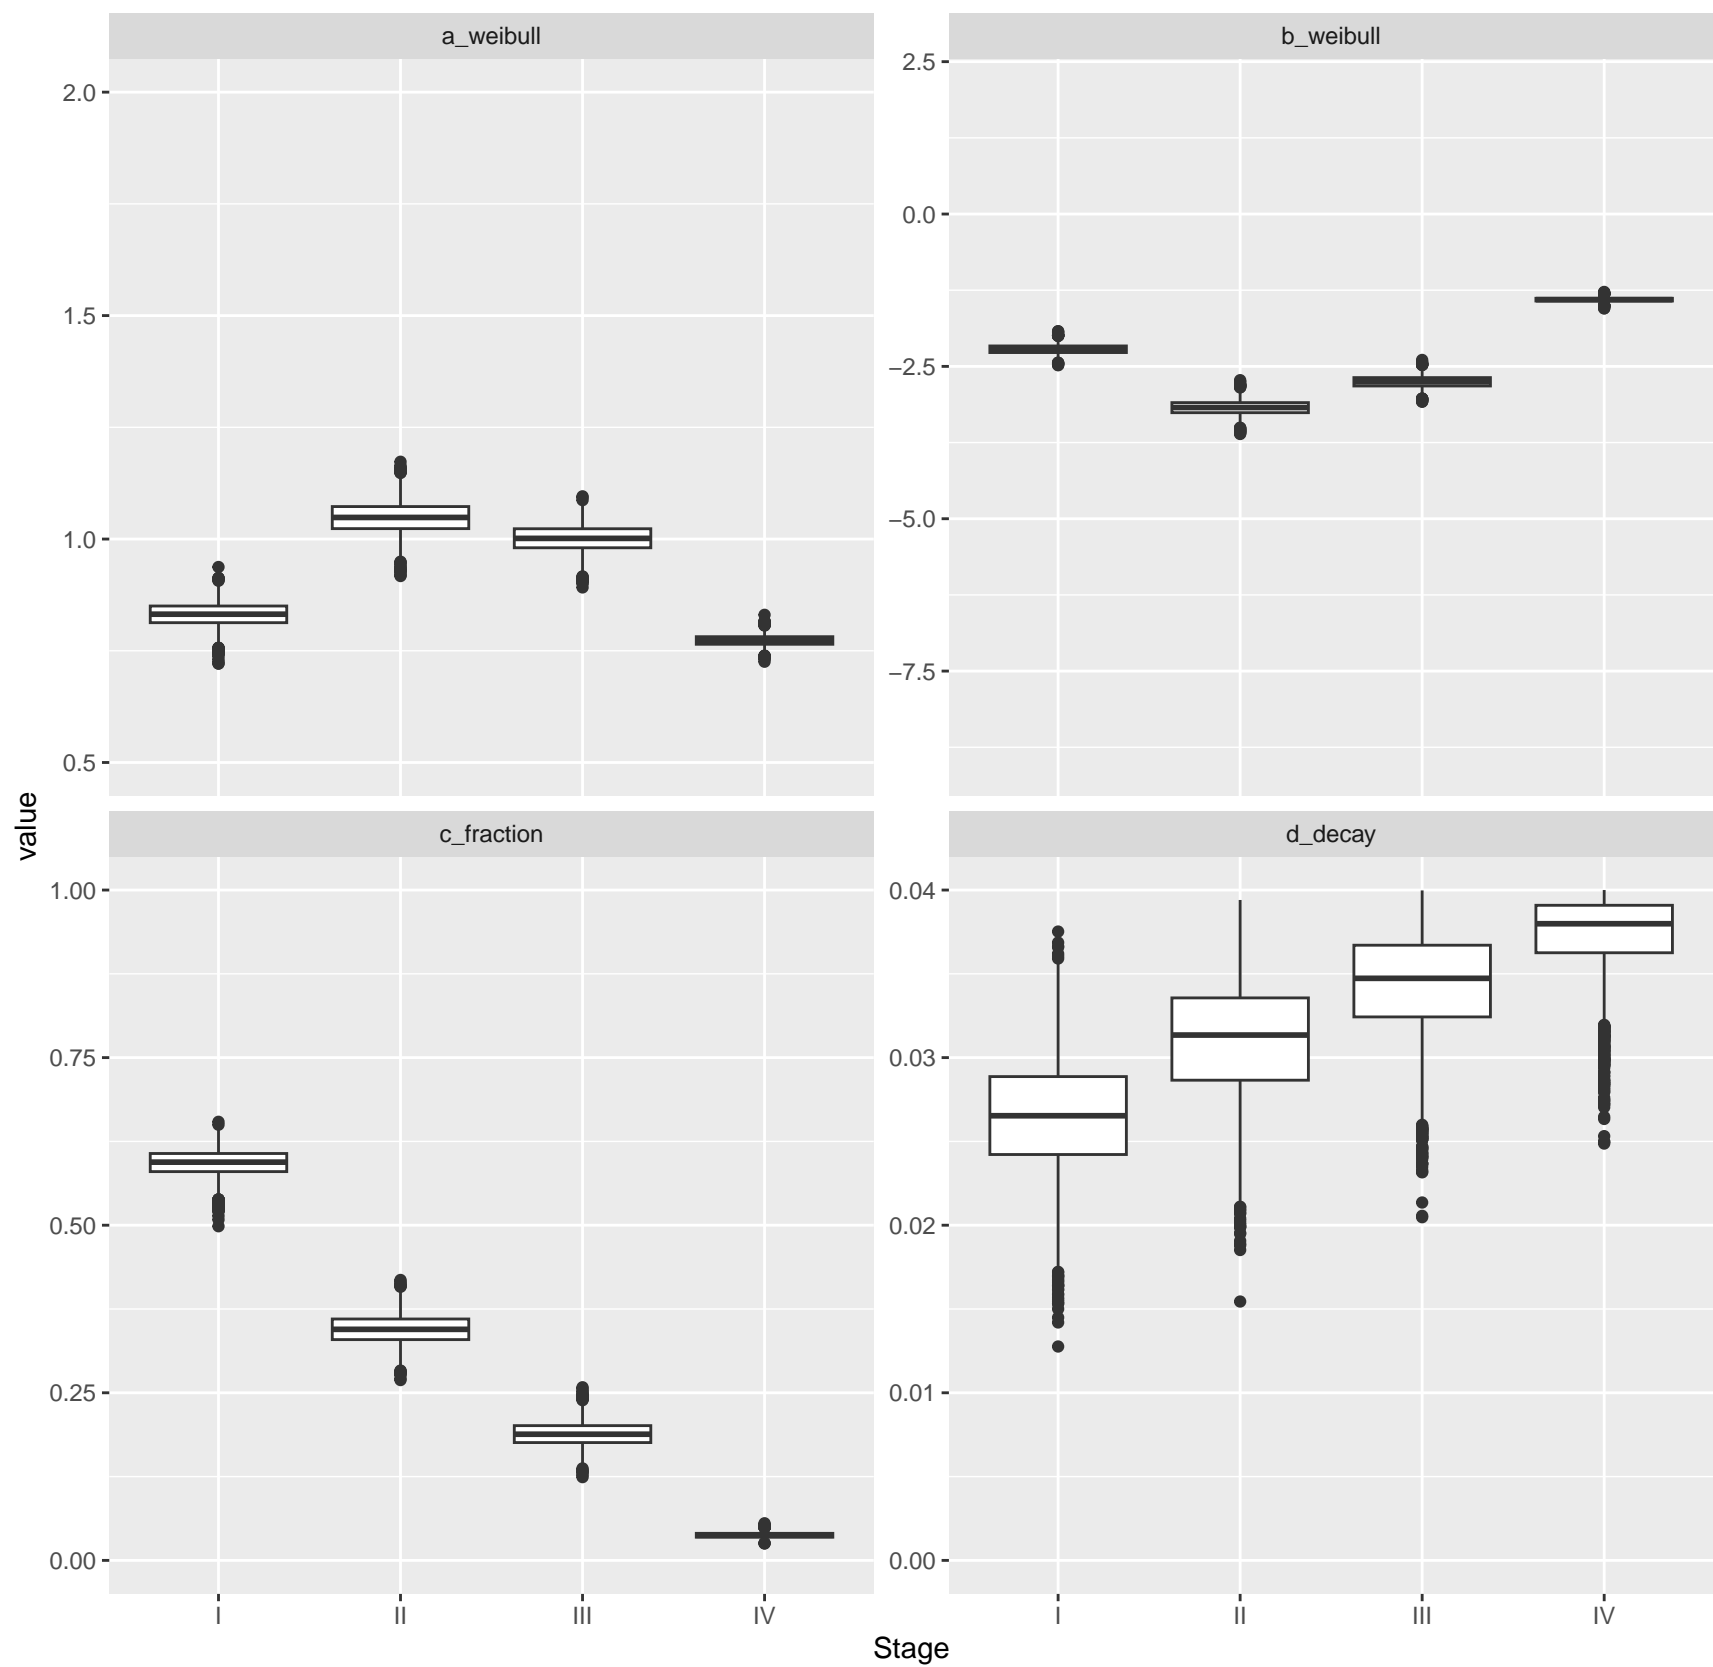 a_weibull
b_weibull
2.0
1.5
1.0
0.5
2.5
0.0
−2.5
−5.0
−7.5
value
c_fraction
d_decay
1.00
0.75
0.50
0.25
0.00
0.04
0.03
0.02
0.01
0.00
I II III IV
I II III IV
Stage